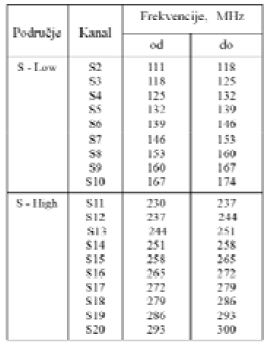 Područje Kanal Frekvencije, MHz
od do
S - Low S2 111 118
S3 118 125
S4 125 132
S5 132 139
S6 139 146
S7 146 153
S8 153 160
S9 160 167
S10 167 174
S - High S11 230 237
S12 237 244
S13 244 251
S14 251 258
S15 258 265
S16 265 272
S17 272 279
S18 279 286
S19 286 293
S20 293 300